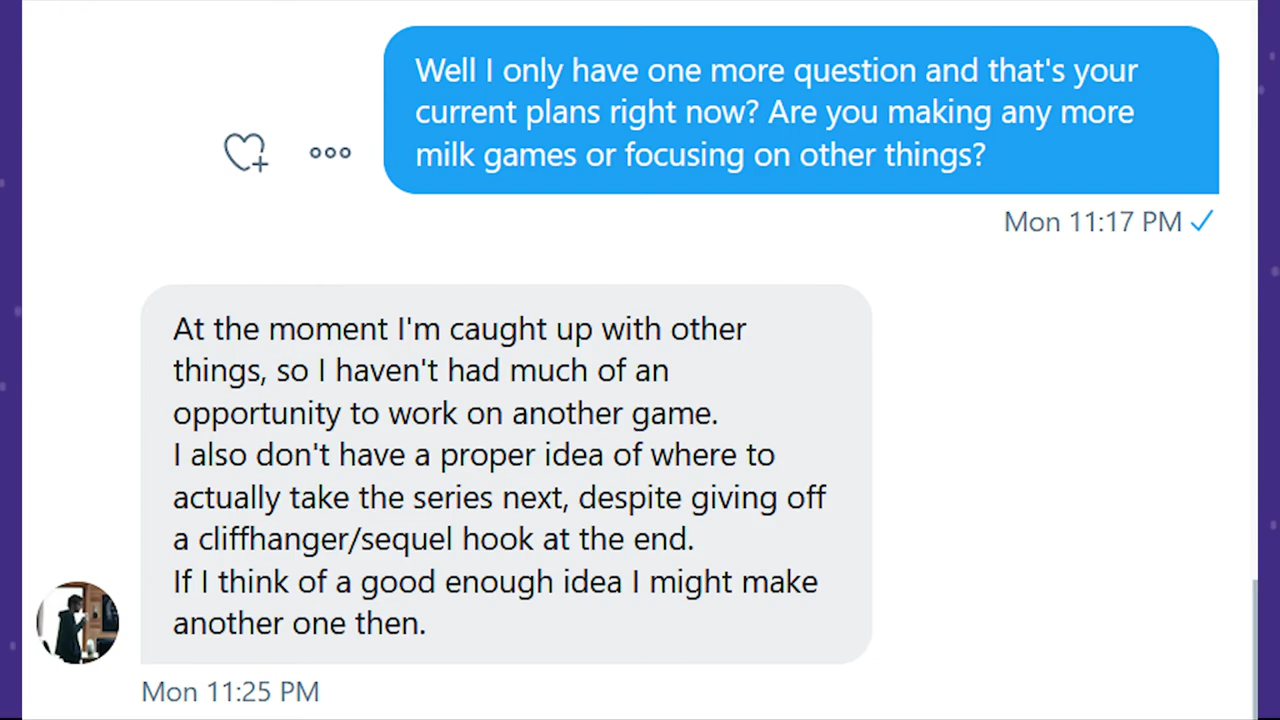 Well I only have one more question and that's your
current plans right now? Are you making any more
milk games or focusing on other things?
Mon 11:17 PM
At the moment I'm caught up with other
things, so I haven't had much of an
opportunity to work on another game.
I also don't have a proper idea of where to
actually take the series next, despite giving off
a cliffhanger/sequel hook at the end.
If I think of a good enough idea I might make
another one then.
Mon 11:25 PM